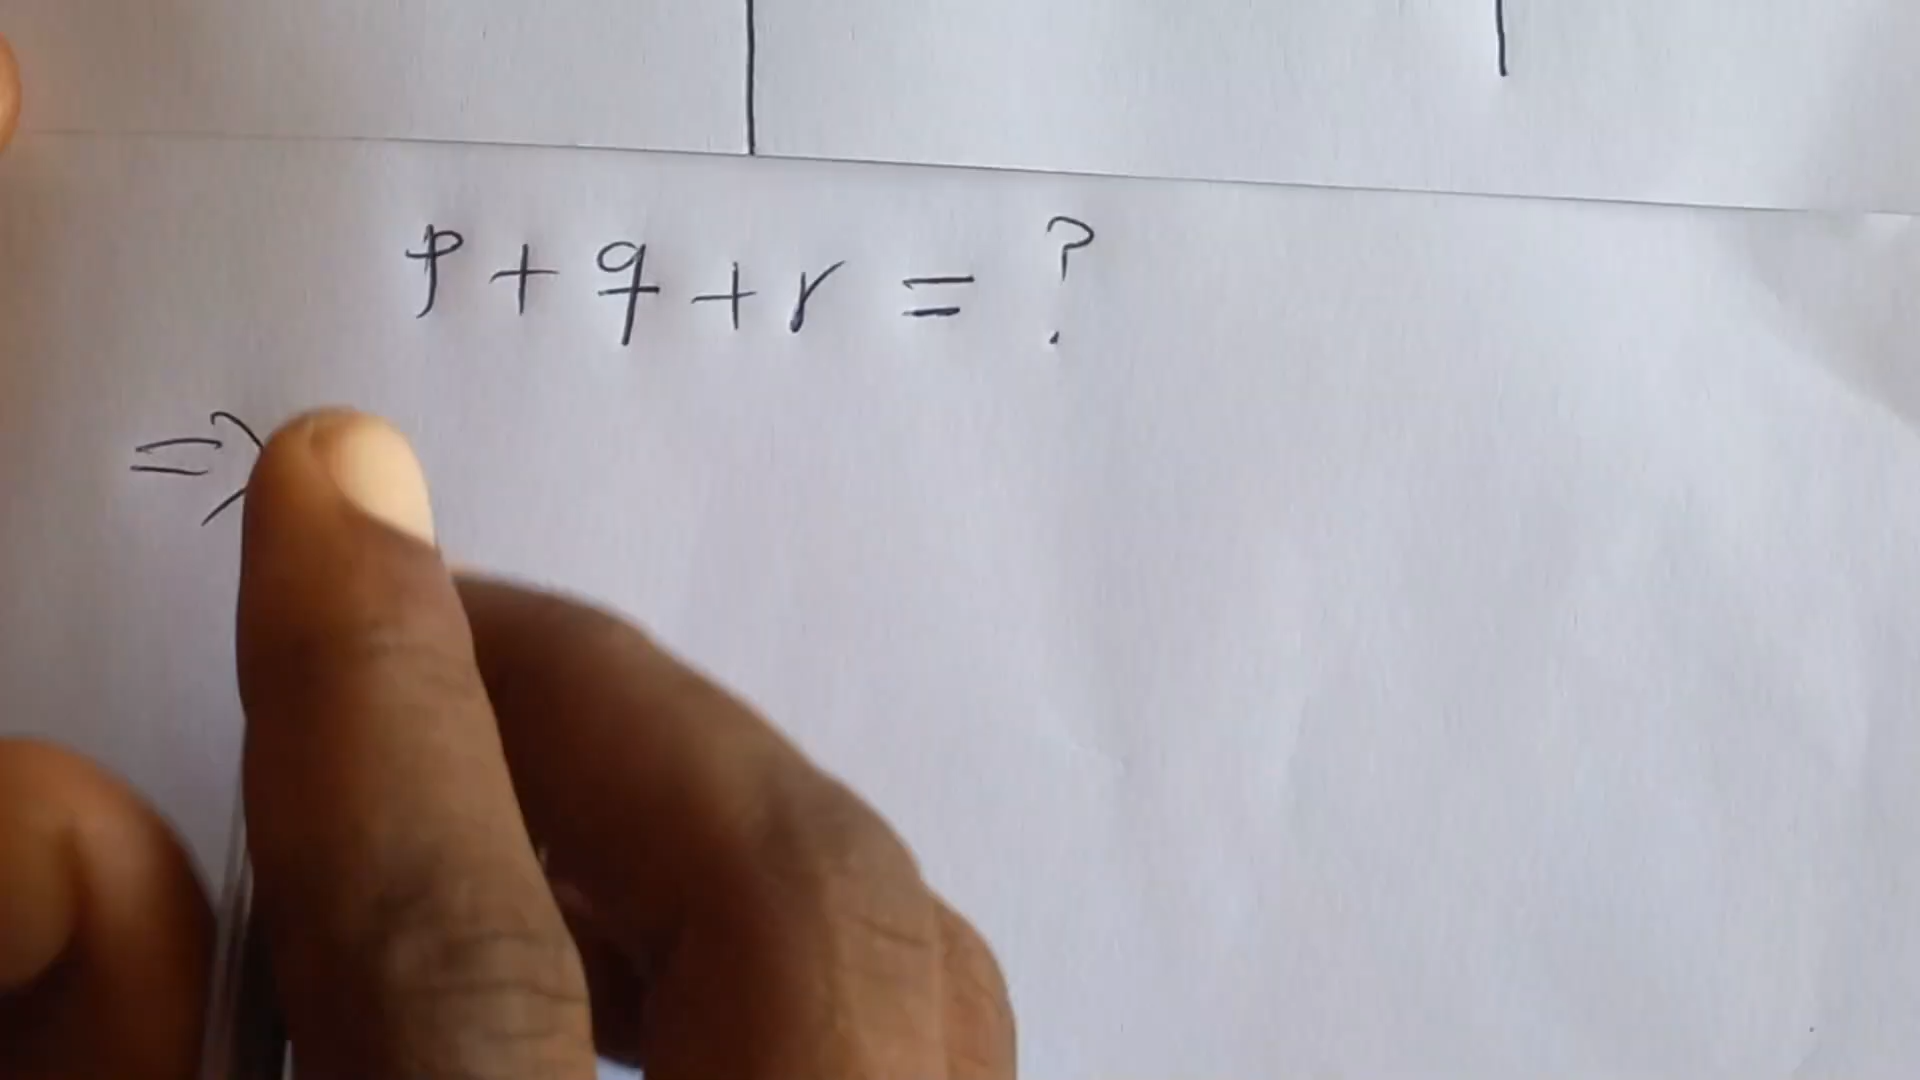 p + q + r = ?
=>